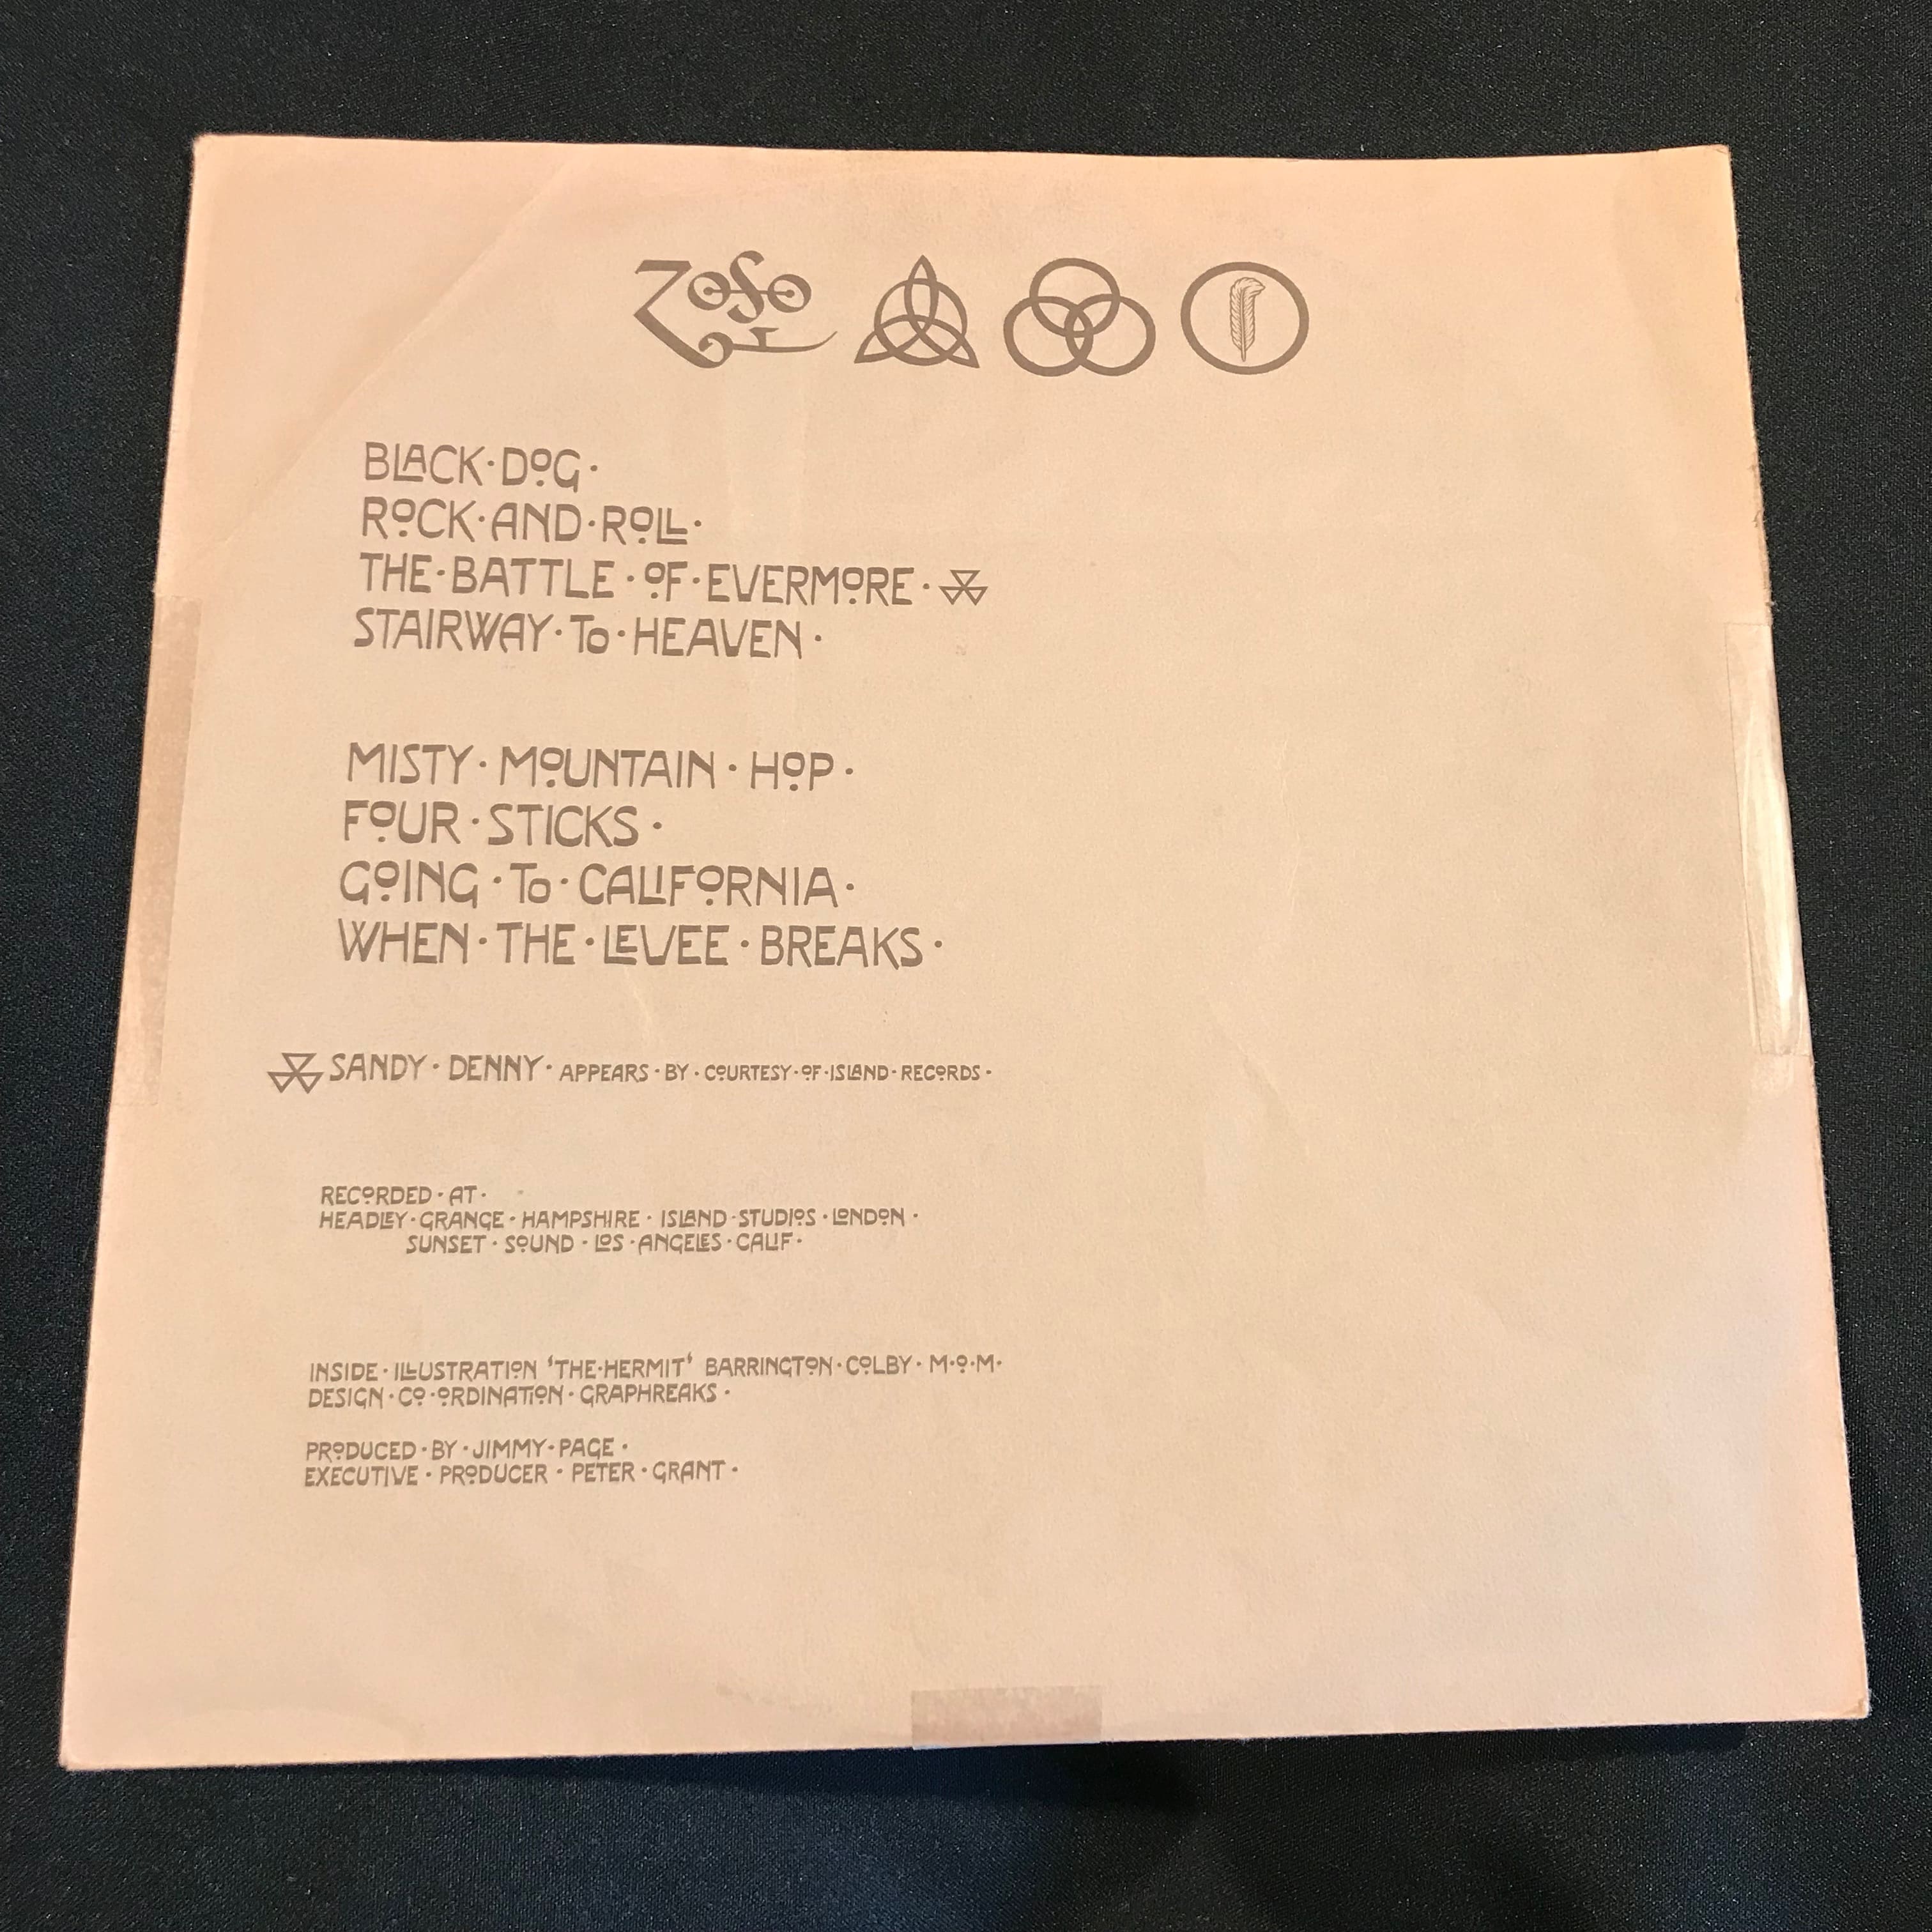 ZOSO
BLACK·DOG·
ROCK·AND·ROLL·
THE·BATTLE·OF·EVERMORE·
STAIRWAY·TO·HEAVEN·
MISTY·MOUNTAIN·HOP·
FOUR·STICKS·
GOING·TO·CALIFORNIA·
WHEN·THE·LEVEE·BREAKS·
SANDY·DENNY·APPEARS·BY·COURTESY·OF·ISLAND·RECORDS·
RECORDED·AT·
HEADLEY·GRANGE·HAMPSHIRE·ISLAND·STUDIOS·LONDON·
SUNSET·SOUND·LOS·ANGELES·CALIF·
INSIDE·ILLUSTRATION 'THE·HERMIT' BARRINGTON·COLBY·M·O·M·
DESIGN·CO·ORDINATION·GRAPHREAKS·
PRODUCED·BY·JIMMY·PAGE·
EXECUTIVE·PRODUCER·PETER·GRANT·